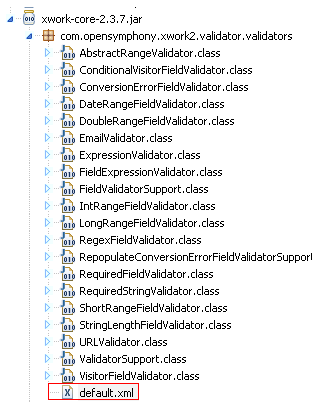 xwork-core-2.3.7.jar
com.opensymphony.xwork2.validator.validators
AbstractRangeValidator.class
ConditionalVisitorFieldValidator.class
ConversionErrorFieldValidator.class
DateRangeFieldValidator.class
DoubleRangeFieldValidator.class
EmailValidator.class
ExpressionValidator.class
FieldExpressionValidator.class
FieldValidatorSupport.class
IntRangeFieldValidator.class
LongRangeFieldValidator.class
RegexFieldValidator.class
RepopulateConversionErrorFieldValidatorSuppor
RequiredFieldValidator.class
RequiredStringValidator.class
ShortRangeFieldValidator.class
StringLengthFieldValidator.class
URLValidator.class
ValidatorSupport.class
VisitorFieldValidator.class
default.xml